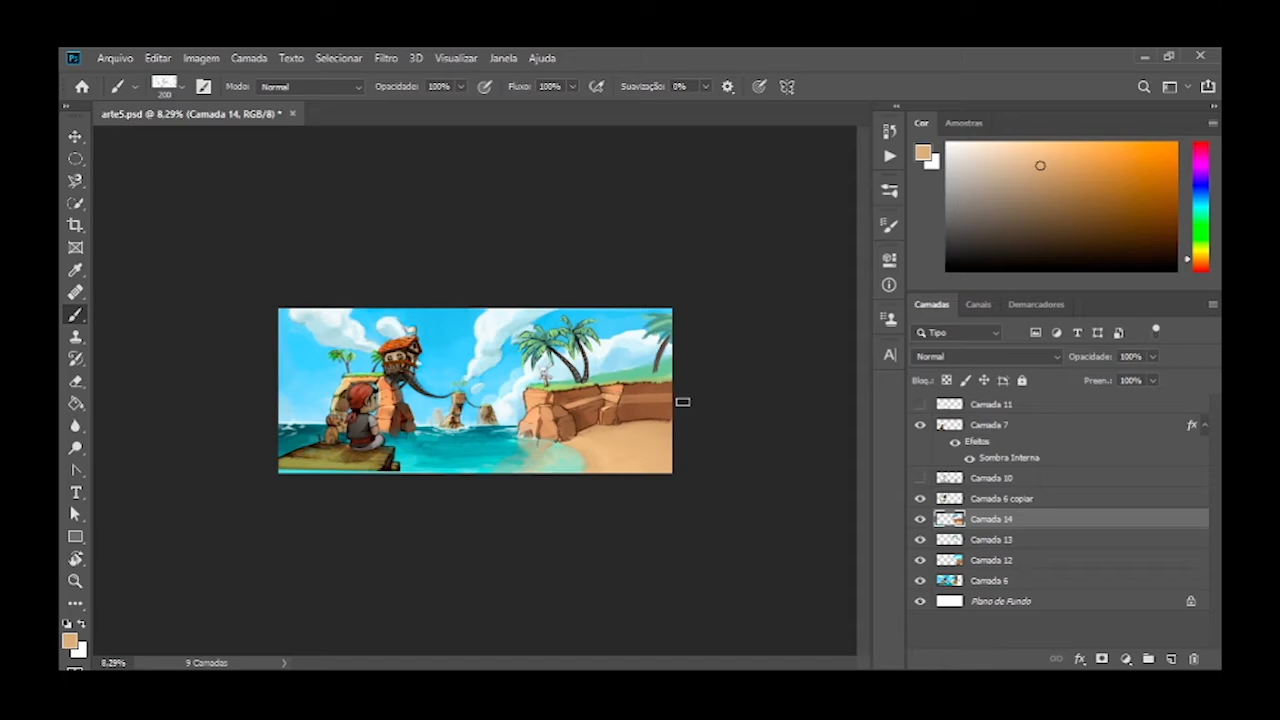 Ps Arquivo Editar Imagem Camada Texto Selecionar Filtro 3D Visualizar Janela Ajuda
200 Modo: Normal Opacidade: 100% Fluxo: 100% Suavização: 0%
arte5.psd @ 8.29% (Camada 14, RGB/8) *
Cor Amostras
Camadas Canais Demarcadores
Tipo
Normal Opacidade: 100%
Bloq.: Preen.: 100%
Camada 11
Camada 7 fx
Efeitos
Sombra Interna
Camada 10
Camada 6 copiar
Camada 14
Camada 13
Camada 12
Camada 6
Plano de Fundo
8.29% 9 Camadas